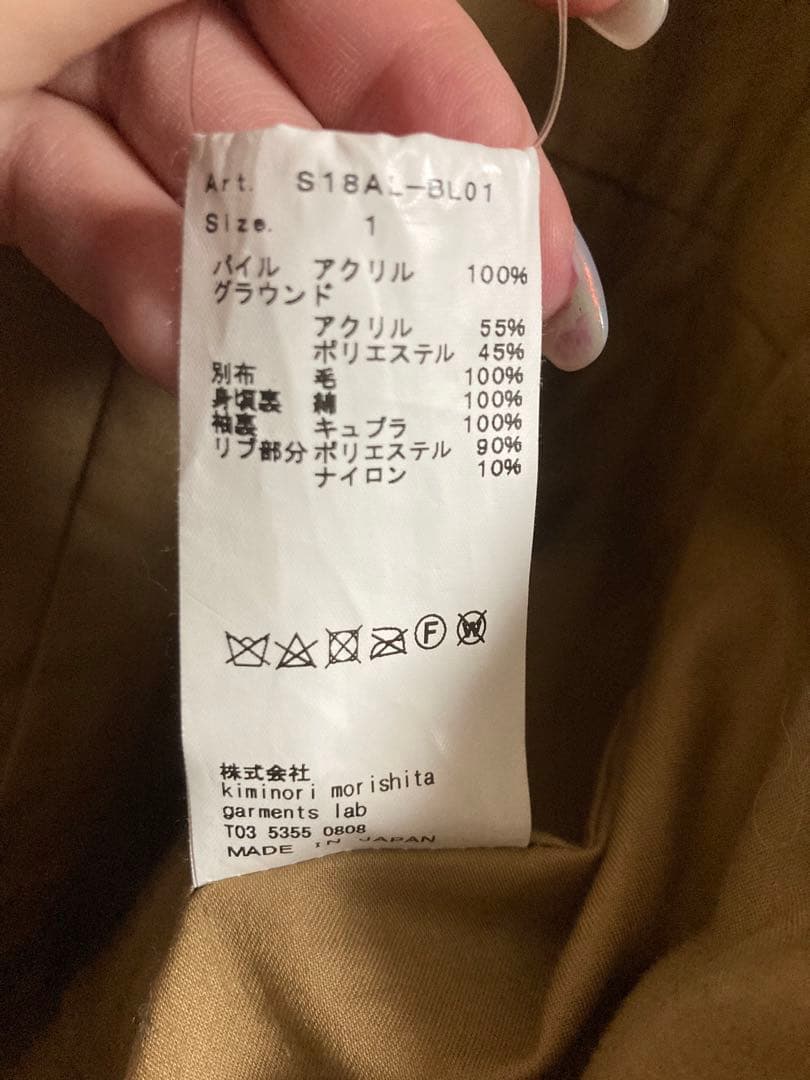 Art. S18AL-BL01
Size. 1
パイル アクリル 100%
グラウンド
アクリル 55%
ポリエステル 45%
別布 毛 100%
身頃裏 綿 100%
袖裏 キュプラ 100%
リブ部分 ポリエステル 90%
ナイロン 10%
F W
株式会社
kiminori morishita
garments lab
T03 5355 0808
MADE IN JAPAN